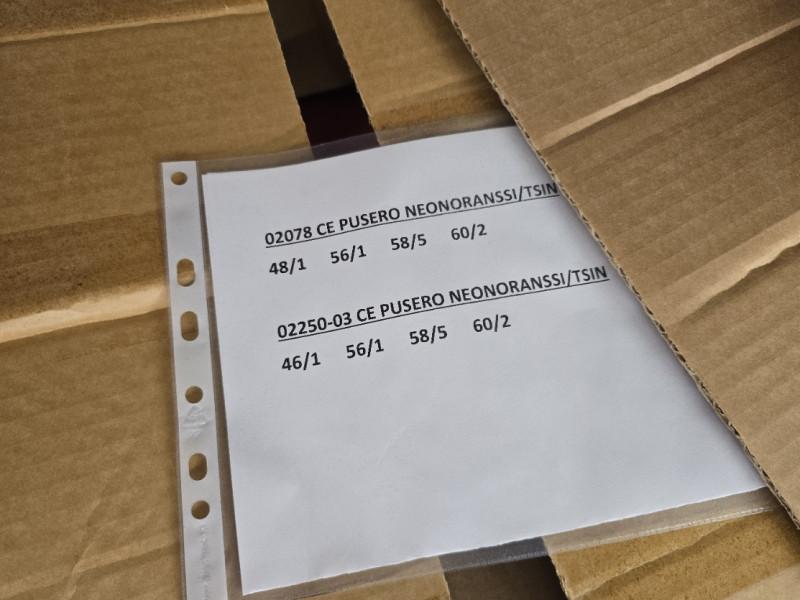 02078 CE PUSERO NEONORANSSI/TSIN
48/1 56/1 58/5 60/2
02250-03 CE PUSERO NEONORANSSI/TSIN
46/1 56/1 58/5 60/2